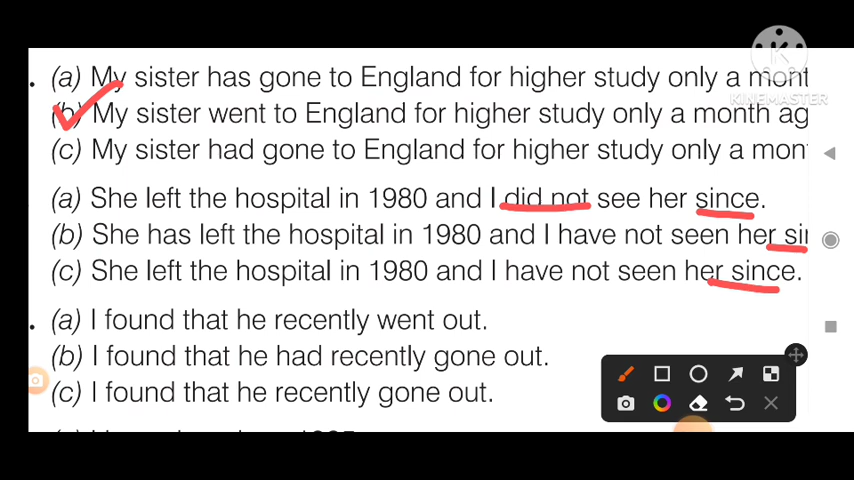 KINEMASTER
. (a) My sister has gone to England for higher study only a mont
(b) My sister went to England for higher study only a month ag
(c) My sister had gone to England for higher study only a mon
(a) She left the hospital in 1980 and I did not see her since.
(b) She has left the hospital in 1980 and I have not seen her sin
(c) She left the hospital in 1980 and I have not seen her since.
. (a) I found that he recently went out.
(b) I found that he had recently gone out.
(c) I found that he recently gone out.